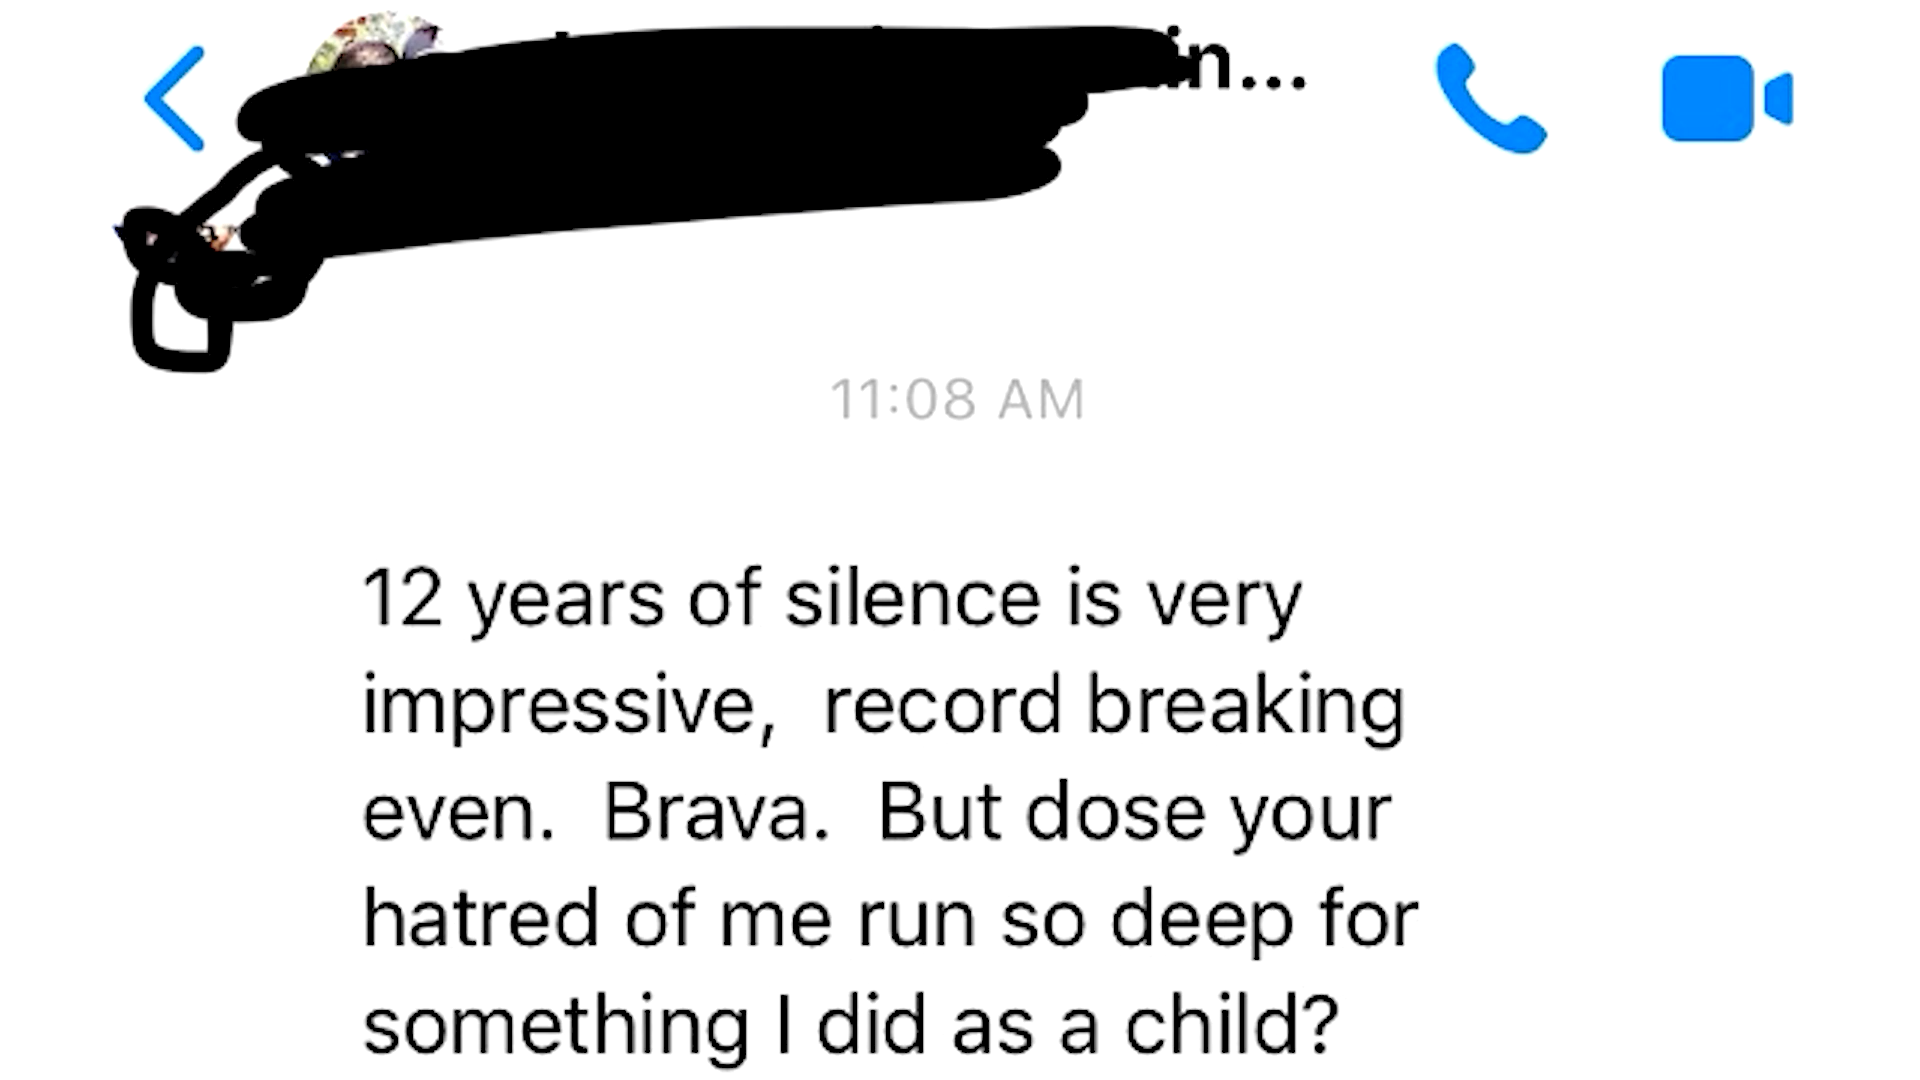 in...
11:08 AM
12 years of silence is very
impressive,  record breaking
even.  Brava.  But dose your
hatred of me run so deep for
something I did as a child?